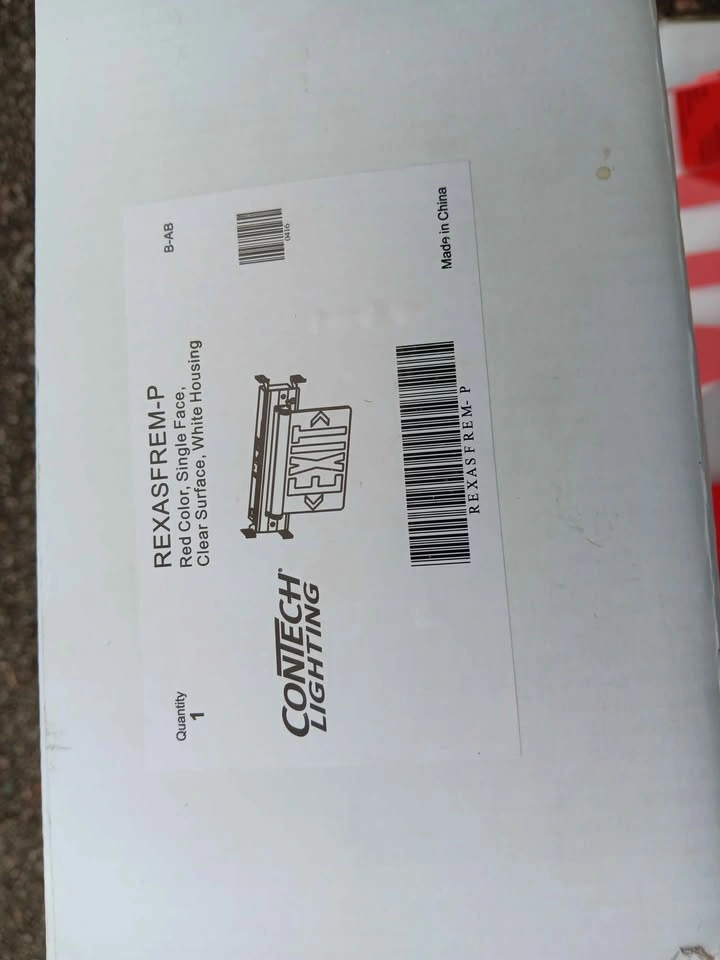 Quantity
1
REXASFREM-P
Red Color, Single Face,
Clear Surface, White Housing
B-AB
CONTECH®
LIGHTING
EXIT
0416
REXASFREM- P
Made in China